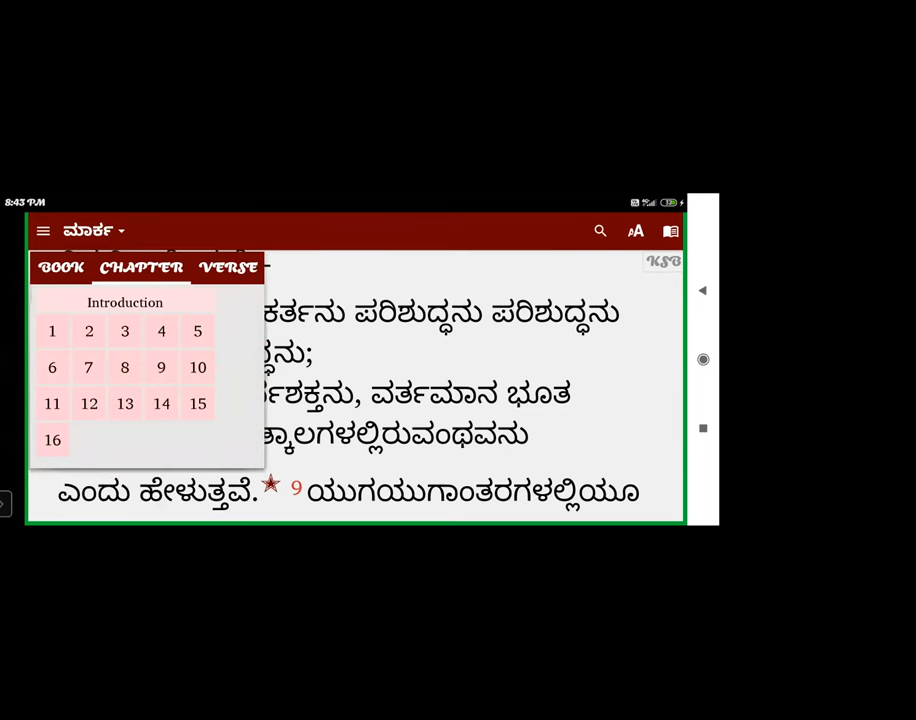 8:43 PM
ಮಾರ್ಕ
KSB
BOOK CHAPTER VERSE
Introduction
1 2 3 4 5
6 7 8 9 10
11 12 13 14 15
16
ಕರ್ತನು ಪರಿಶುದ್ಧನು ಪರಿಶುದ್ಧನು
ದ್ಧನು;
ಶಕ್ತನು, ವರ್ತಮಾನ ಭೂತ
ತ್ಕಾಲಗಳಲ್ಲಿರುವಂಥವನು
ಎಂದು ಹೇಳುತ್ತವೆ.★ 9 ಯುಗಯುಗಾಂತರಗಳಲ್ಲಿಯೂ